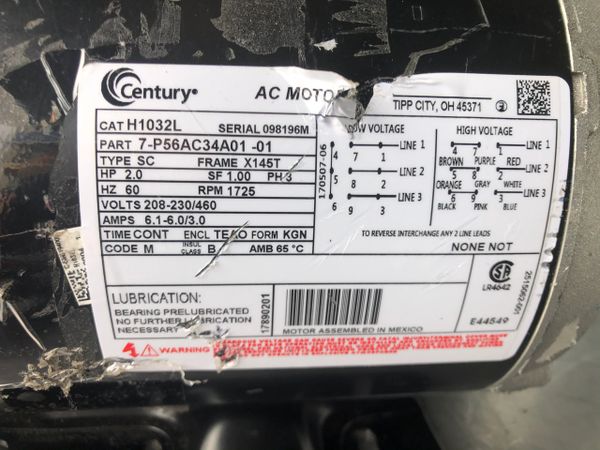 Century®
AC MOTOR
TIPP CITY, OH 45371
CAT H1032L SERIAL 098196M
PART 7-P56AC34A01 -01
TYPE SC FRAME X145T
HP 2.0 SF 1.00 PH 3
HZ 60 RPM 1725
VOLTS 208-230/460
AMPS 6.1-6.0/3.0
TIME CONT ENCL TEAO FORM KGN
CODE M INSUL CLASS B AMB 65 °C
170507-06
LOW VOLTAGE
4 7 1 LINE 1
5 8 2 LINE 2
6 9 3 LINE 3
HIGH VOLTAGE
4 7 1 LINE 1
BROWN PURPLE RED
5 8 2 LINE 2
ORANGE GRAY WHITE
6 9 3 LINE 3
BLACK PINK BLUE
TO REVERSE INTERCHANGE ANY 2 LINE LEADS
NONE NOT
LUBRICATION:
BEARING PRELUBRICATED
NO FURTHER LUBRICATION
NECESSARY
17890201
MOTOR ASSEMBLED IN MEXICO
LR4642
E44549
WARNING